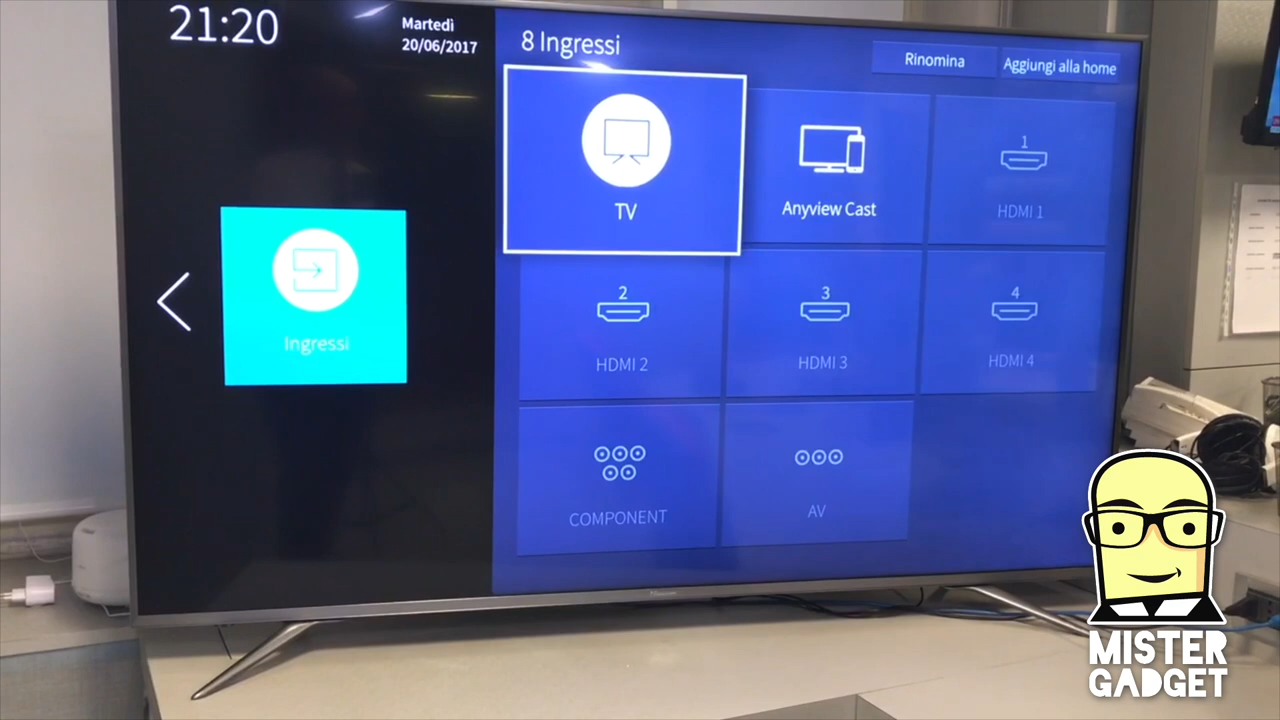 21:20
Martedì
20/06/2017
8 Ingressi
Rinomina
Aggiungi alla home
TV
Anyview Cast
1
HDMI 1
Ingressi
2
HDMI 2
3
HDMI 3
4
HDMI 4
COMPONENT
AV
Hisense
MISTER
GADGET